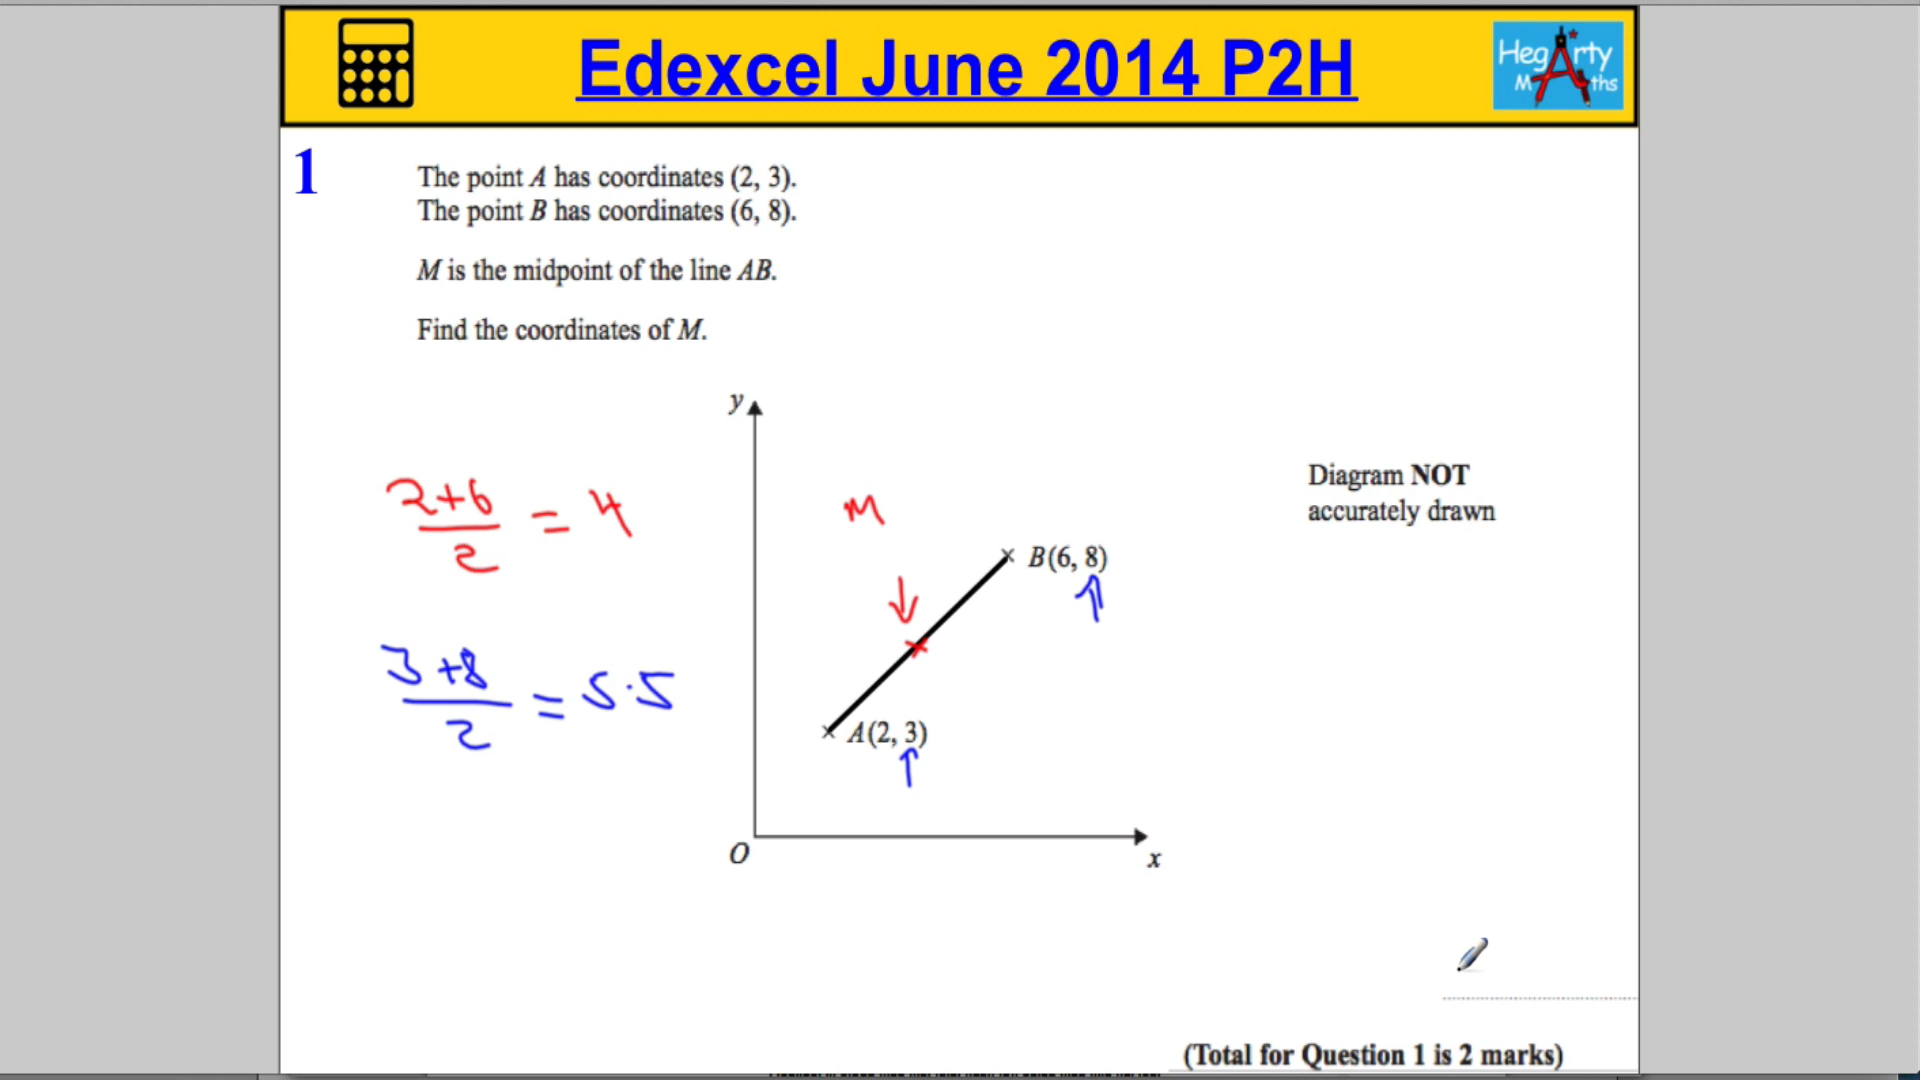 Edexcel June 2014 P2H
Hegarty
Maths
1
The point A has coordinates (2, 3).
The point B has coordinates (6, 8).
M is the midpoint of the line AB.
Find the coordinates of M.
y
Diagram NOT
accurately drawn
2+6
2
= 4
M
B(6, 8)
3+8
2
= 5.5
A(2, 3)
O
x
(Total for Question 1 is 2 marks)